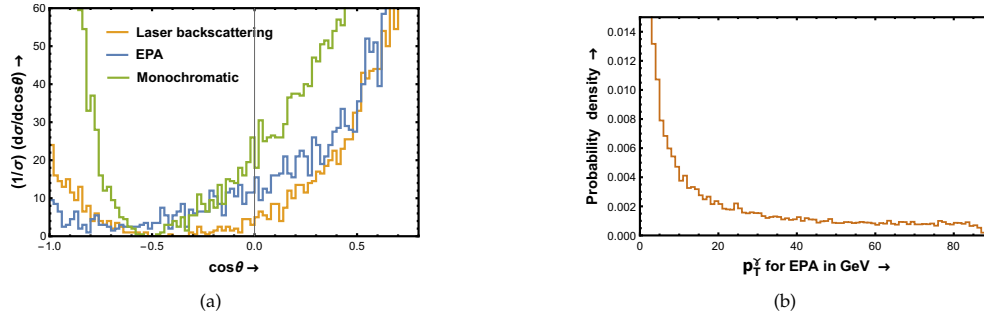 60
50
40
30
20
10
0
(1/σ) (dσ/dcosθ) →
Laser backscattering
EPA
Monochromatic
-1.0
-0.5
0.0
0.5
cosθ →
(a)
0.014
0.012
0.010
0.008
0.006
0.004
0.002
0.000
Probability density →
0
20
40
60
80
p_T^γ for EPA in GeV →
(b)